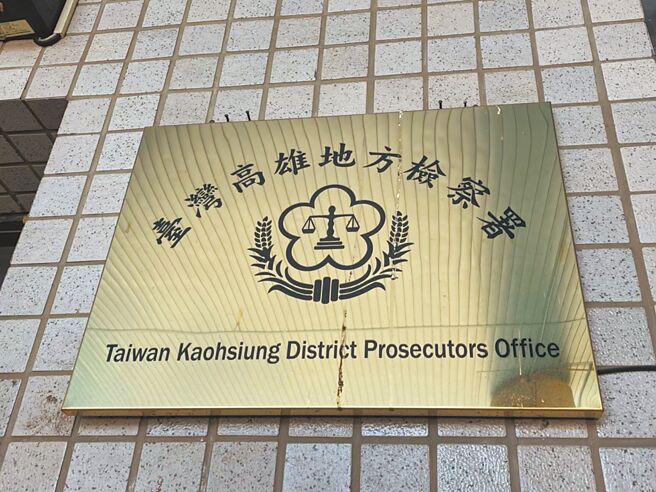 臺灣高雄地方檢察署
Taiwan Kaohsiung District Prosecutors Office